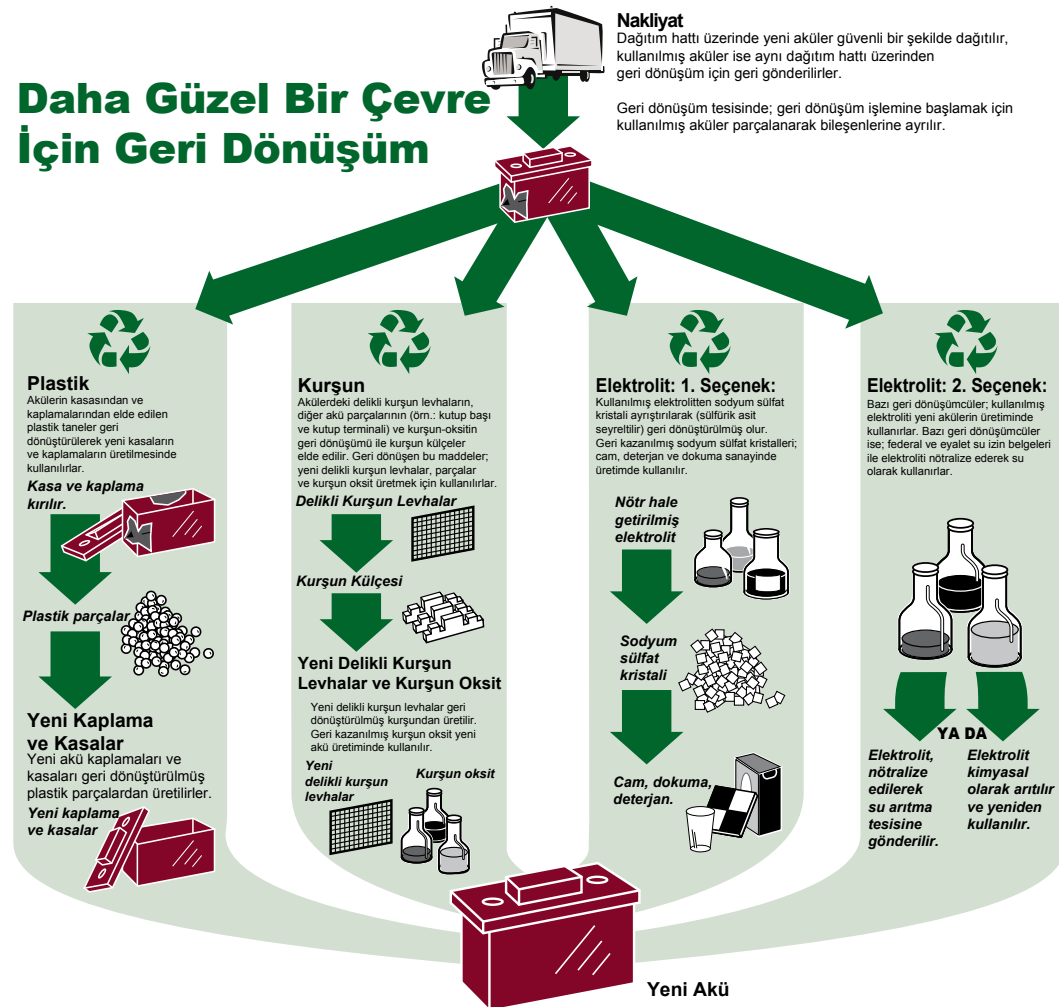 Nakliyat
Dağıtım hattı üzerinde yeni aküler güvenli bir şekilde dağıtılır,
kullanılmış aküler ise aynı dağıtım hattı üzerinden
geri dönüşüm için geri gönderilirler.
Geri dönüşüm tesisinde; geri dönüşüm işlemine başlamak için
kullanılmış aküler parçalanarak bileşenlerine ayrılır.
Daha Güzel Bir Çevre
İçin Geri Dönüşüm
Plastik
Akülerin kasasından ve
kaplamalarından elde edilen
plastik taneler geri
dönüştürülerek yeni kasaların
ve kaplamaların üretilmesinde
kullanılırlar.
Kasa ve kaplama
kırılır.
Plastik parçalar
Yeni Kaplama
ve Kasalar
Yeni akü kaplamaları ve
kasaları geri dönüştürülmüş
plastik parçalardan üretilirler.
Yeni kaplama
ve kasalar
Kurşun
Akülerdeki delikli kurşun levhaların,
diğer akü parçalarının (örn.: kutup başı
ve kutup terminali) ve kurşun-oksitin
geri dönüşümü ile kurşun külçeler
elde edilir. Geri dönüşen bu maddeler;
yeni delikli kurşun levhalar, parçalar
ve kurşun oksit üretmek için kullanılırlar.
Delikli Kurşun Levhalar
Kurşun Külçesi
Yeni Delikli Kurşun
Levhalar ve Kurşun Oksit
Yeni delikli kurşun levhalar geri
dönüştürülmüş kurşundan üretilir.
Geri kazanılmış kurşun oksit yeni
akü üretiminde kullanılır.
Yeni
delikli kurşun
levhalar
Kurşun oksit
Elektrolit: 1. Seçenek:
Kullanılmış elektrolitten sodyum sülfat
kristali ayrıştırılarak (sülfürik asit
seyreltilir) geri dönüştürülmüş olur.
Geri kazanılmış sodyum sülfat kristalleri;
cam, deterjan ve dokuma sanayinde
üretimde kullanılır.
Nötr hale
getirilmiş
elektrolit
Sodyum
sülfat
kristali
Cam, dokuma,
deterjan.
Elektrolit: 2. Seçenek:
Bazı geri dönüşümcüler; kullanılmış
elektroliti yeni akülerin üretiminde
kullanırlar. Bazı geri dönüşümcüler
ise; federal ve eyalet su izin belgeleri
ile elektroliti nötralize ederek su
olarak kullanırlar.
YA DA
Elektrolit,
nötralize
edilerek
su arıtma
tesisine
gönderilir.
Elektrolit
kimyasal
olarak arıtılır
ve yeniden
kullanılır.
Yeni Akü